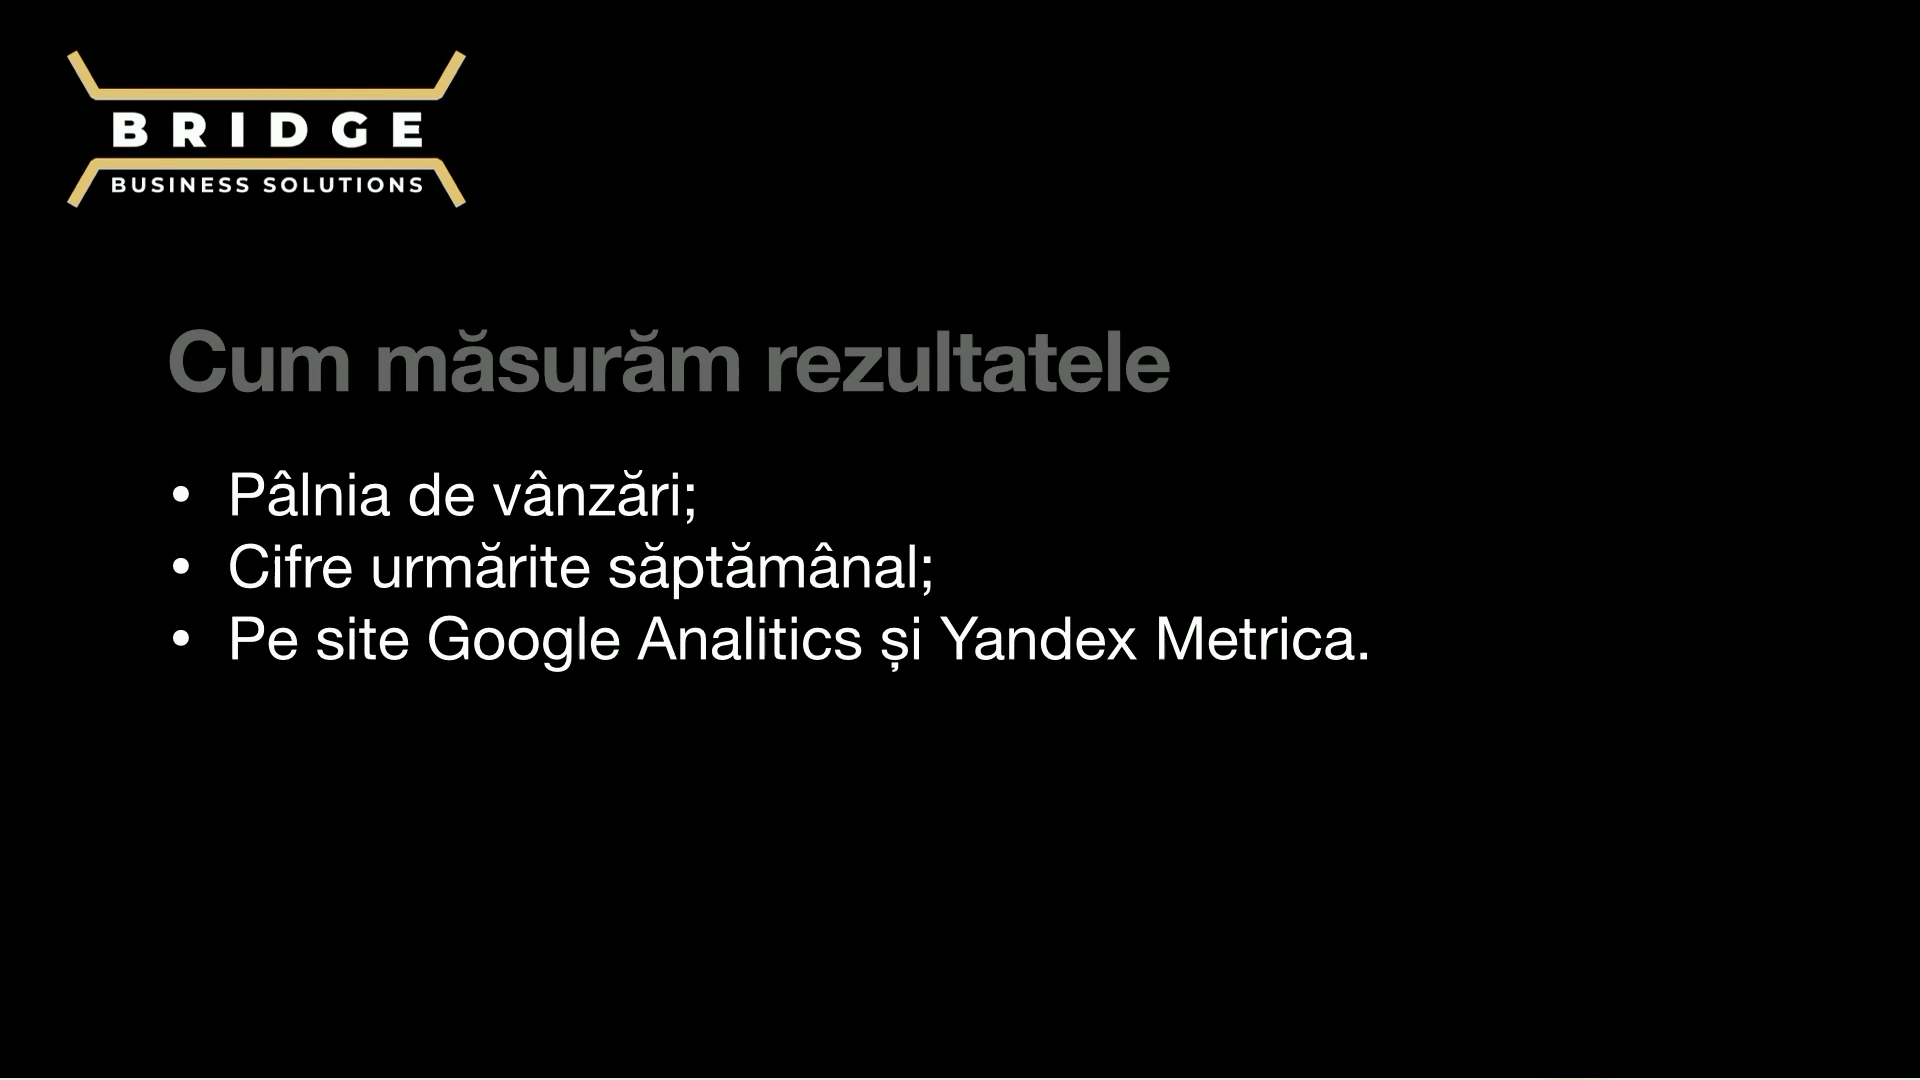 BRIDGE
BUSINESS SOLUTIONS
Cum măsurăm rezultatele
• Pâlnia de vânzări;
• Cifre urmărite săptămânal;
• Pe site Google Analitics și Yandex Metrica.